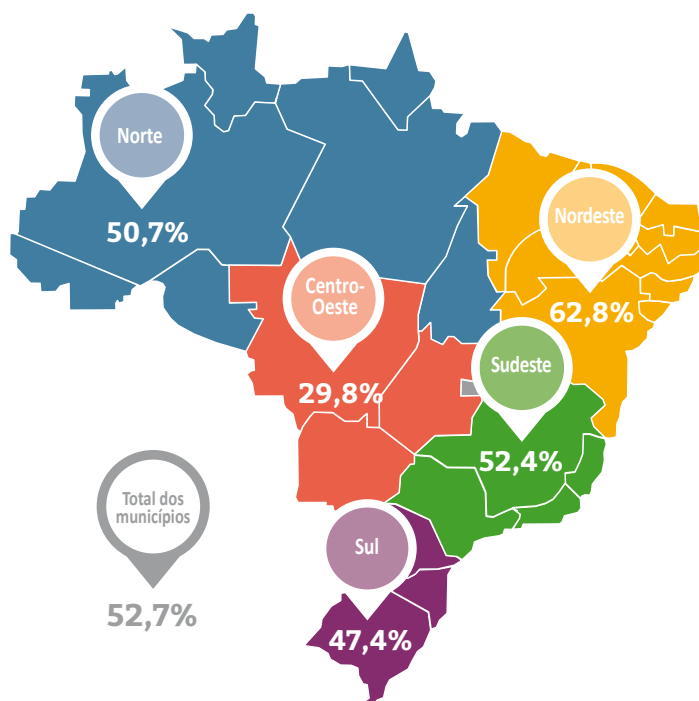 Norte
50,7%
Nordeste
62,8%
Centro-
Oeste
29,8%
Sudeste
52,4%
Total dos
municípios
52,7%
Sul
47,4%